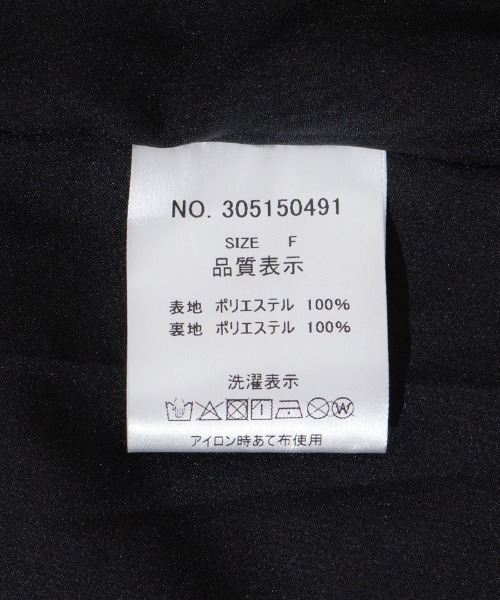 NO. 305150491
SIZE F
品質表示
表地 ポリエステル 100%
裏地 ポリエステル 100%
洗濯表示
W
アイロン時あて布使用